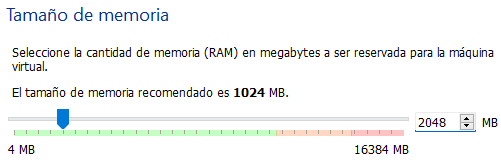 Tamaño de memoria
Seleccione la cantidad de memoria (RAM) en megabytes a ser reservada para la máquina
virtual.
El tamaño de memoria recomendado es 1024 MB.
2048 MB
4 MB 16384 MB